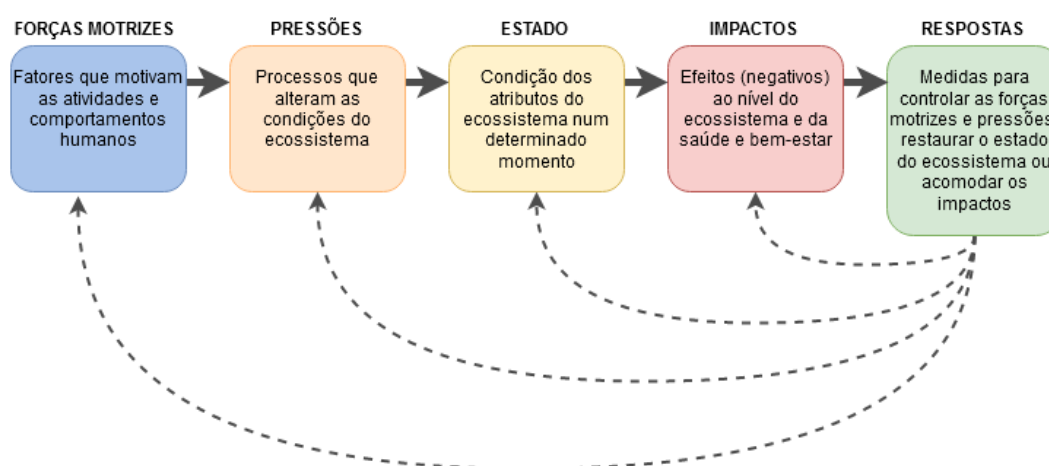 FORÇAS MOTRIZES
PRESSÕES
ESTADO
IMPACTOS
RESPOSTAS
Fatores que motivam
as atividades e
comportamentos
humanos
Processos que
alteram as
condições do
ecossistema
Condição dos
atributos do
ecossistema num
determinado
momento
Efeitos (negativos)
ao nível do
ecossistema e da
saúde e bem-estar
Medidas para
controlar as forças
motrizes e pressões,
restaurar o estado
do ecossistema ou
acomodar os
impactos